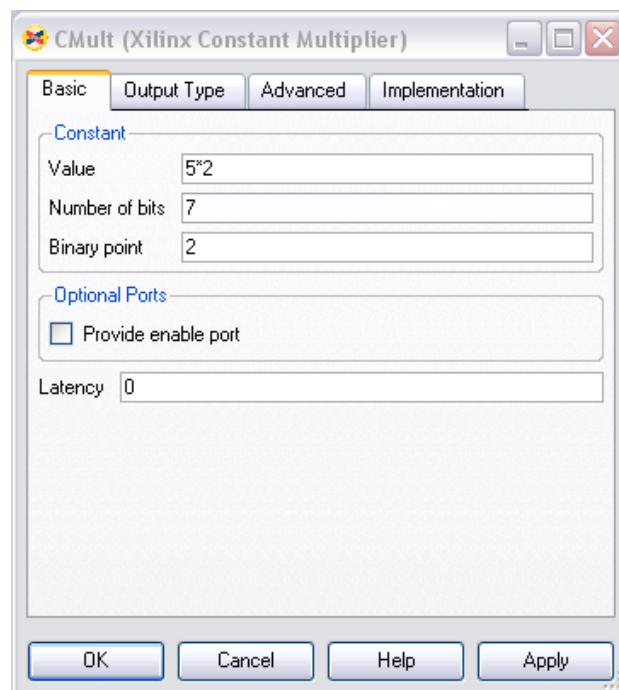 CMult (Xilinx Constant Multiplier)
Basic Output Type Advanced Implementation
Constant
Value 5*2
Number of bits 7
Binary point 2
Optional Ports
Provide enable port
Latency 0
OK Cancel Help Apply